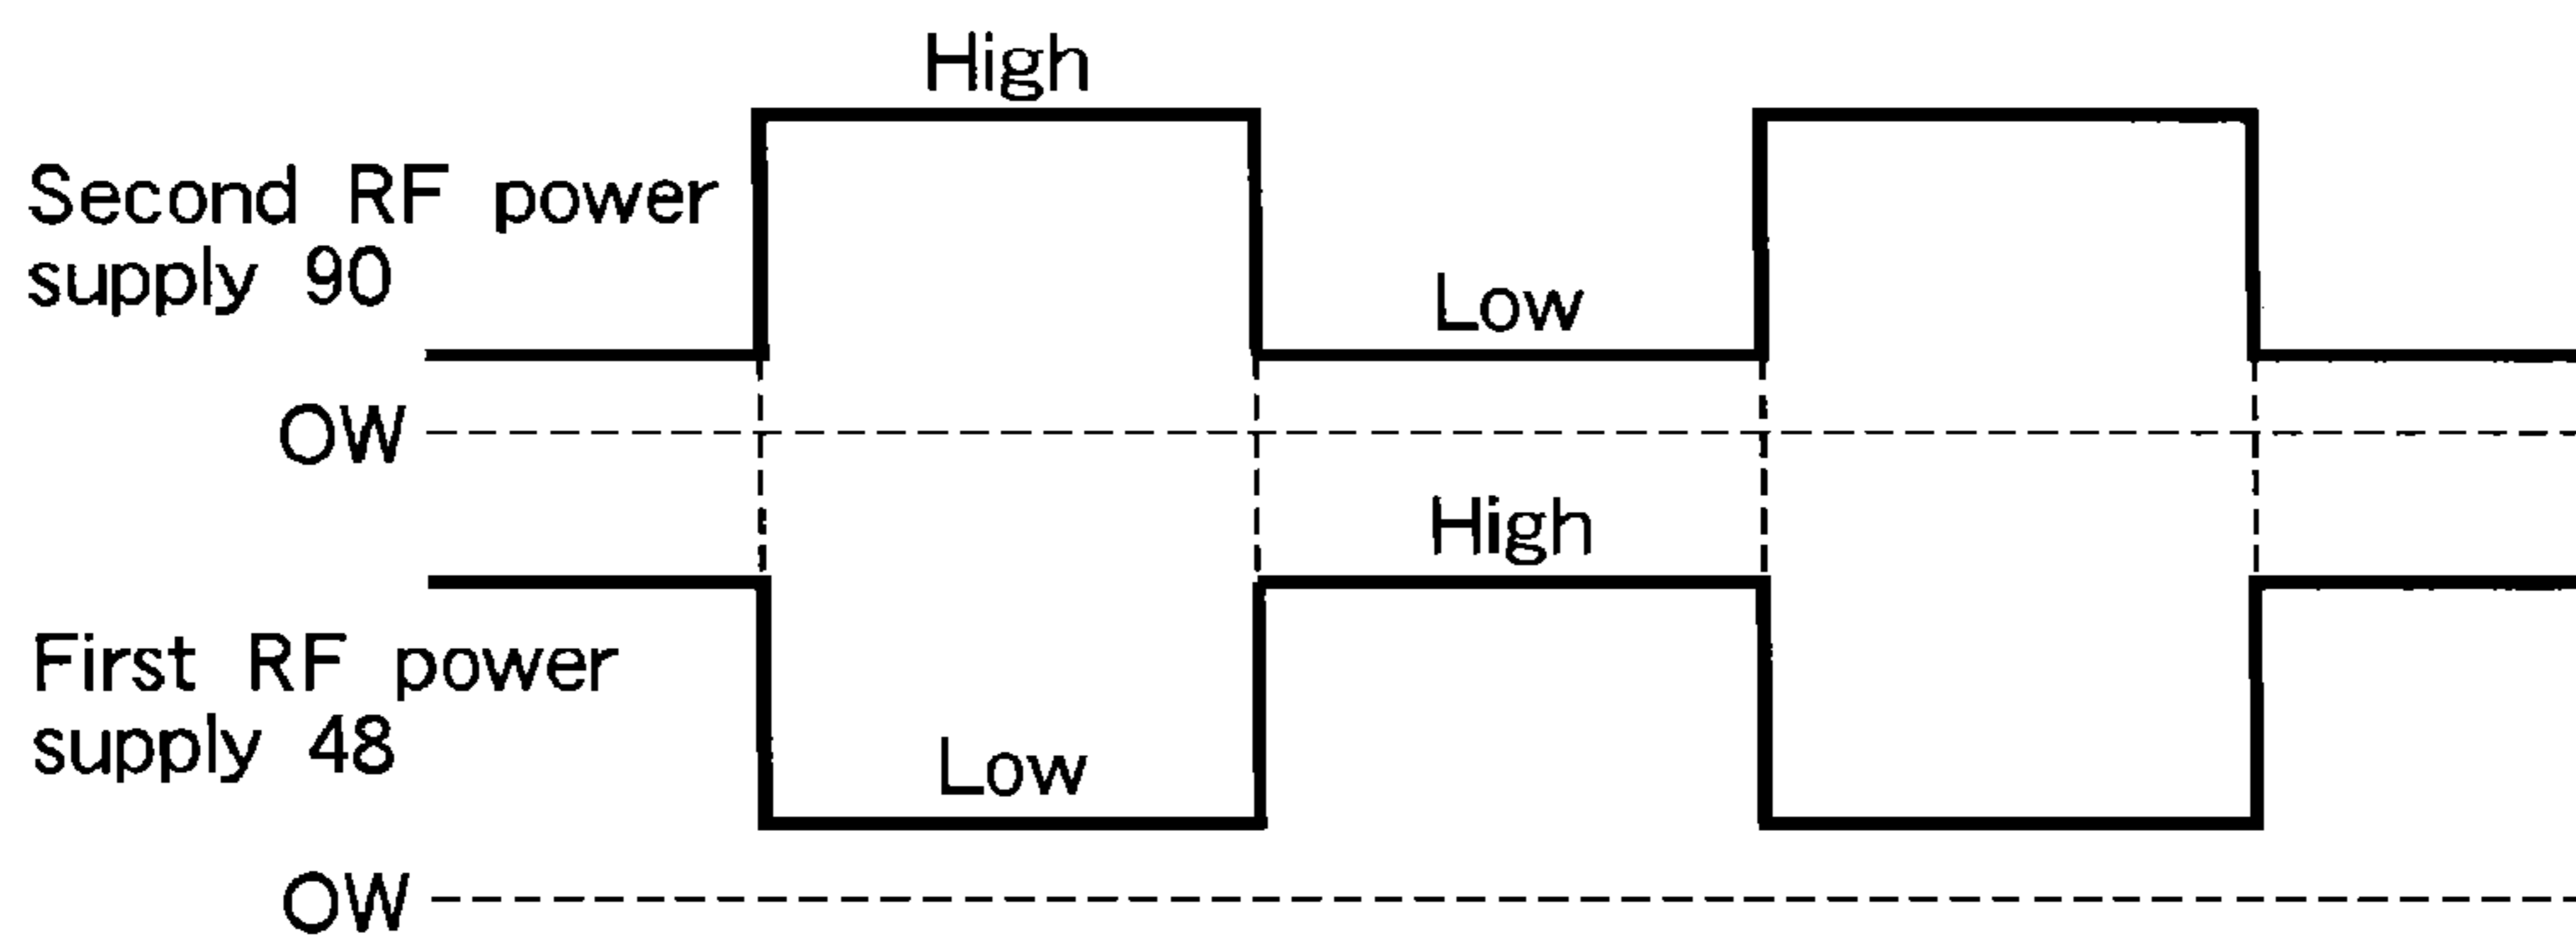 High
Second RF power
supply 90
Low
OW
High
First RF power
supply 48
Low
OW